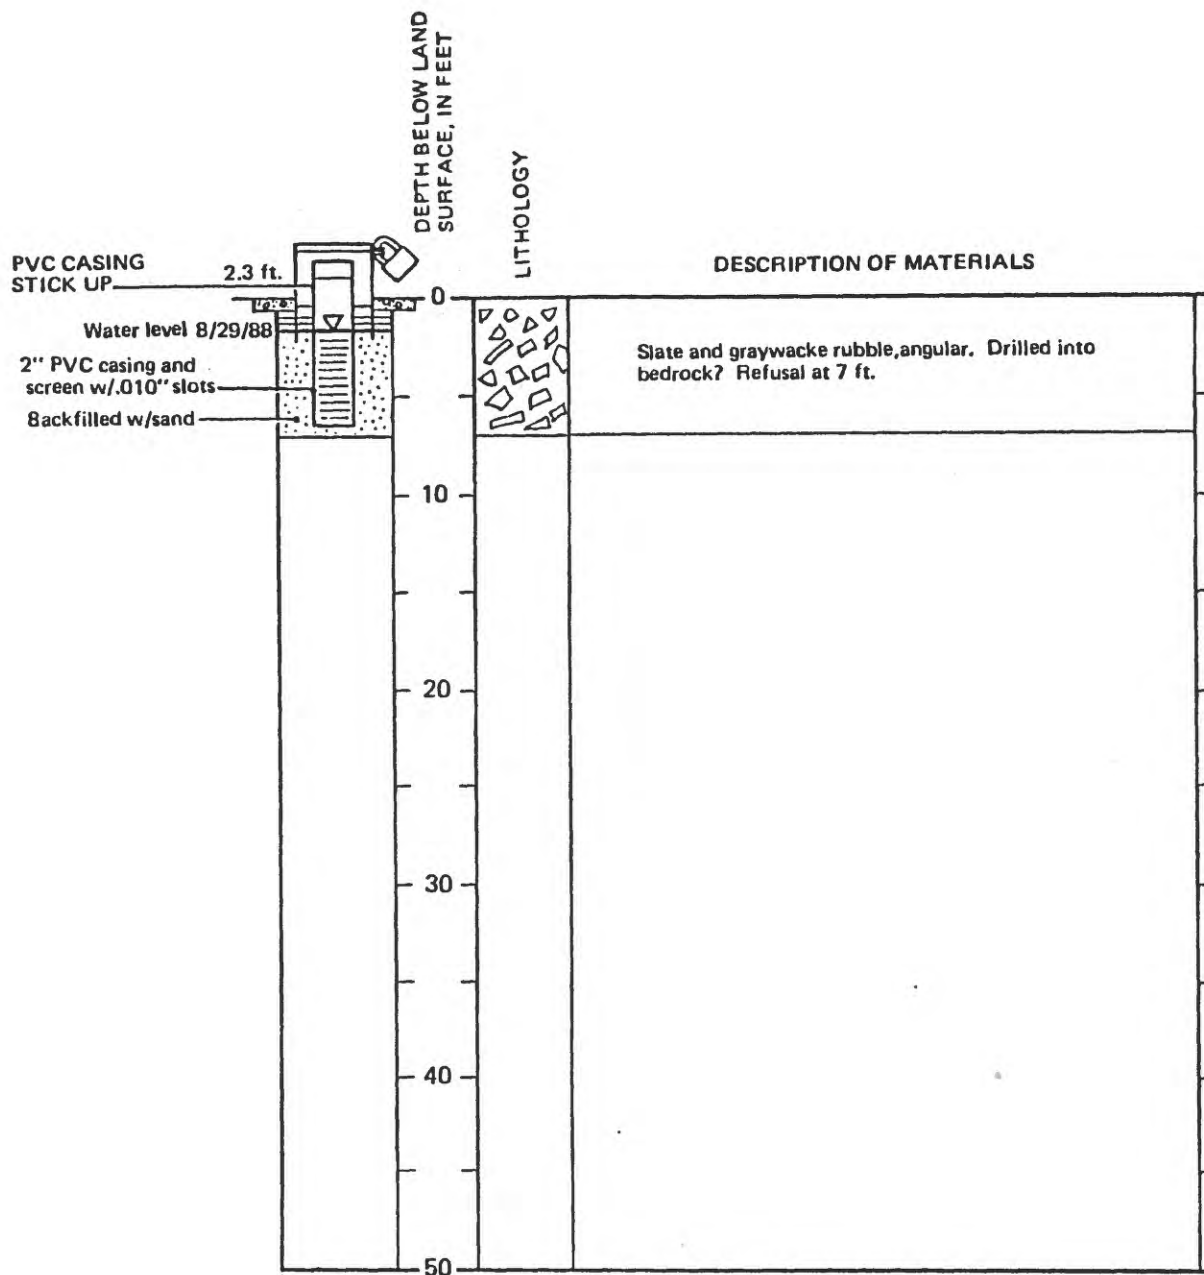 DEPTH BELOW LAND
SURFACE, IN FEET
LITHOLOGY
DESCRIPTION OF MATERIALS
PVC CASING
STICK UP
2.3 ft.
Water level 8/29/88
2" PVC casing and
screen w/.010" slots
8ackfilled w/sand
0
10
20
30
40
50
Slate and graywacke rubble,angular. Drilled into
bedrock? Refusal at 7 ft.